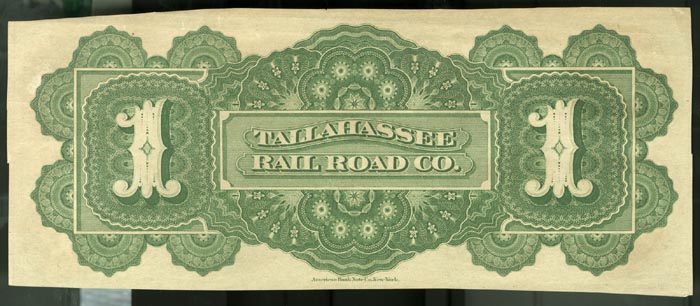 1
TALLAHASSEE
RAIL ROAD CO.
1
American Bank Note Co. New-York.